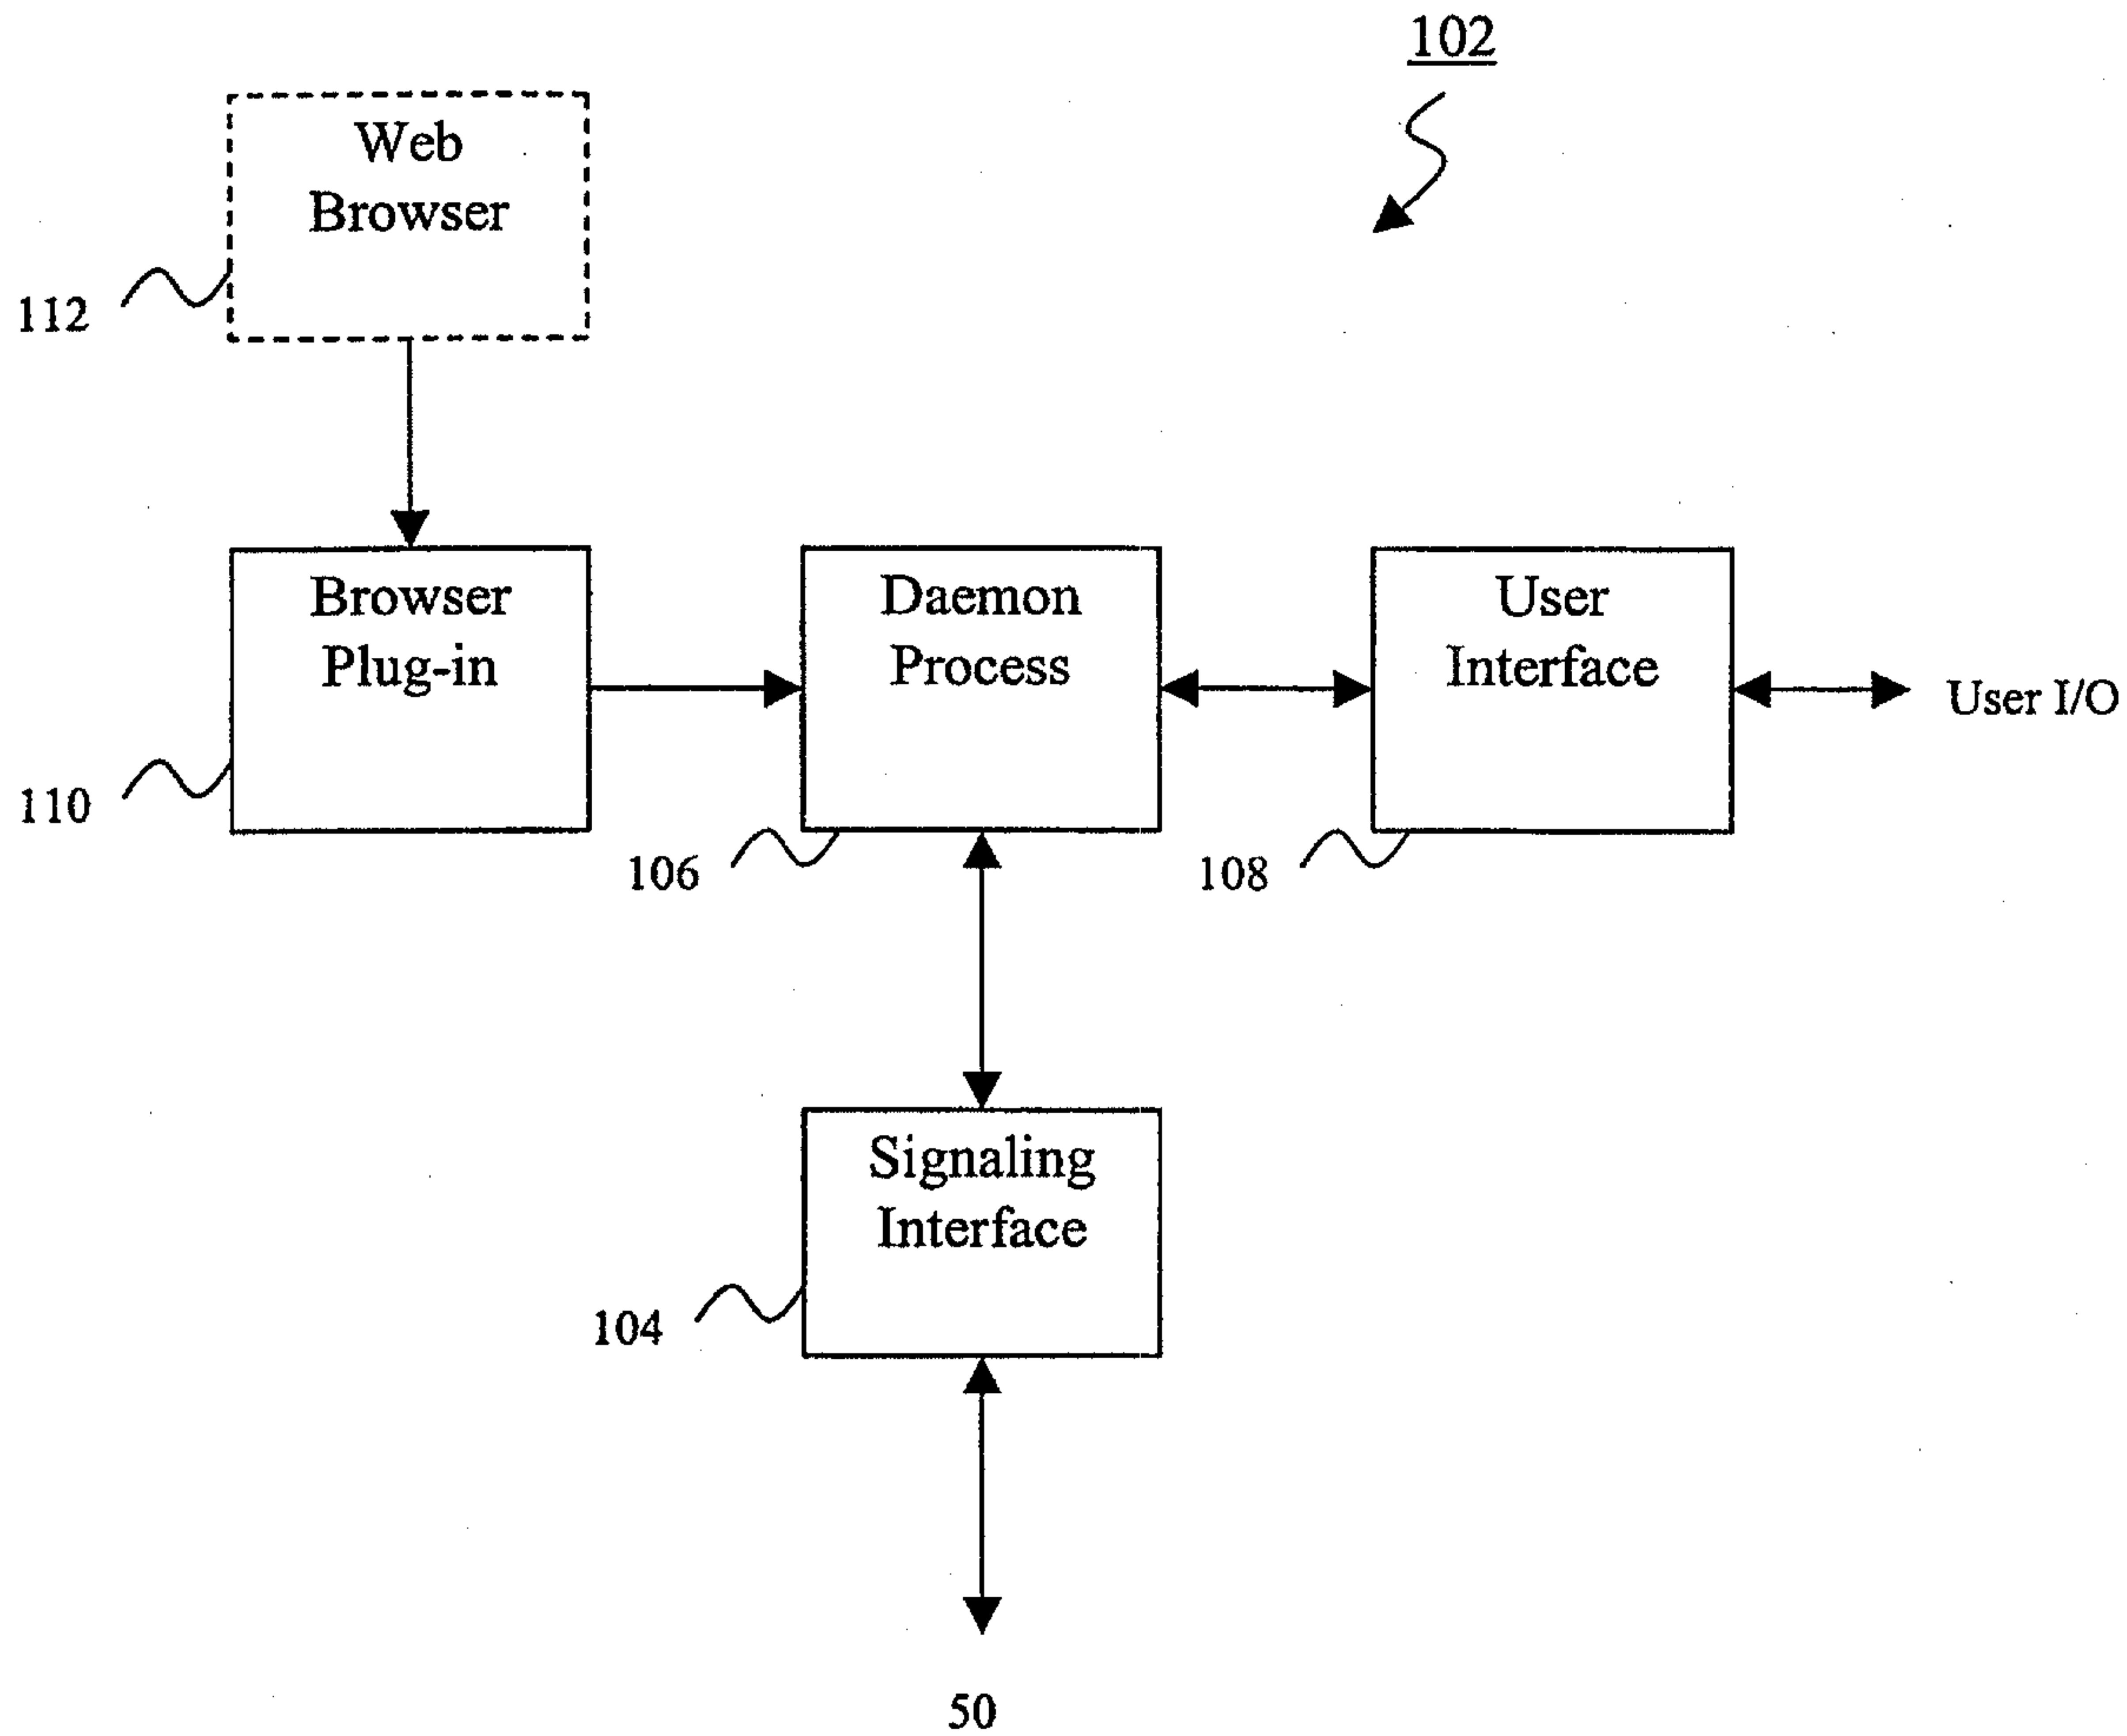 102
Web
Browser
112
Browser
Plug-in
110
Daemon
Process
106
User
Interface
108
User I/O
Signaling
Interface
104
50